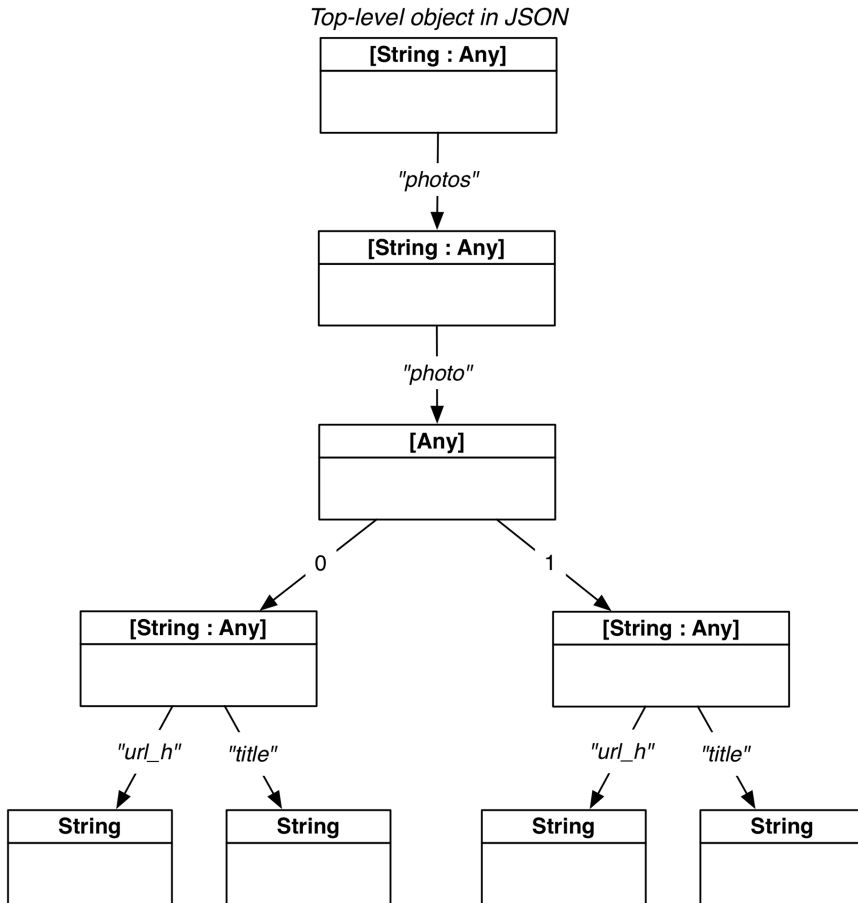 Top-level object in JSON
[String : Any]
"photos"
[String : Any]
"photo"
[Any]
0 1
[String : Any] [String : Any]
"url_h" "title" "url_h" "title"
String String String String